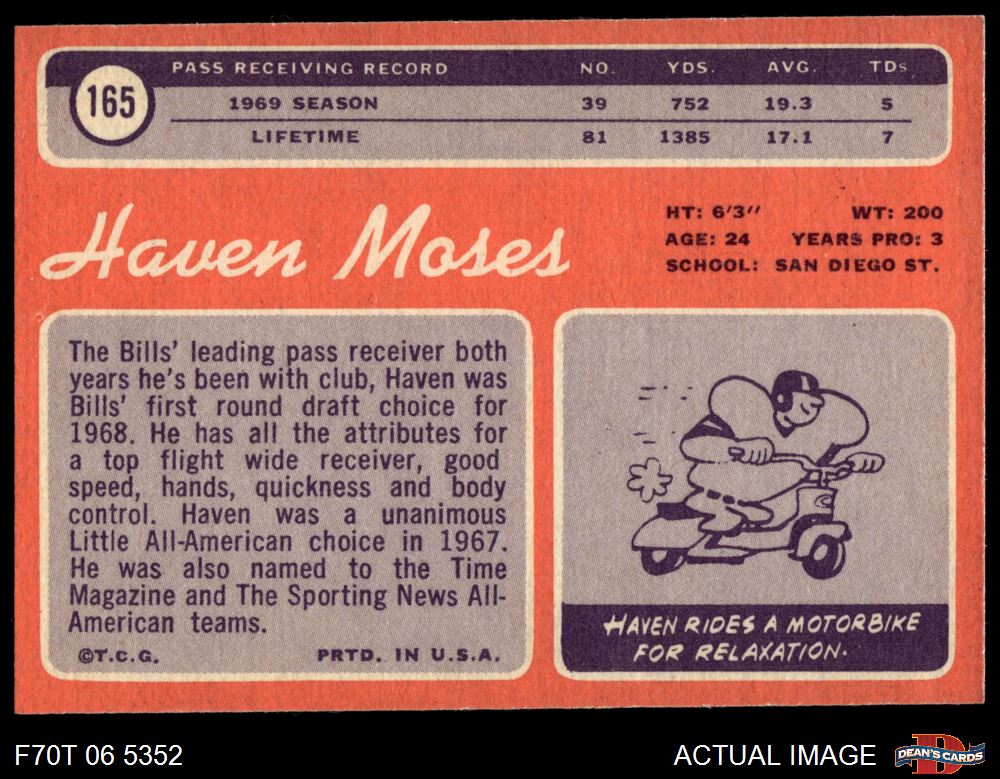 165
PASS RECEIVING RECORD NO. YDS. AVG. TDs
1969 SEASON 39 752 19.3 5
LIFETIME 81 1385 17.1 7
Haven Moses
HT: 6'3" WT: 200
AGE: 24 YEARS PRO: 3
SCHOOL: SAN DIEGO ST.
The Bills' leading pass receiver both
years he's been with club, Haven was
Bills' first round draft choice for
1968. He has all the attributes for
a top flight wide receiver, good
speed, hands, quickness and body
control. Haven was a unanimous
Little All-American choice in 1967.
He was also named to the Time
Magazine and The Sporting News All-
American teams.
©T.C.G. PRTD. IN U.S.A.
HAVEN RIDES A MOTORBIKE
FOR RELAXATION.
F70T 06 5352
ACTUAL IMAGE
D
DEAN'S CARDS